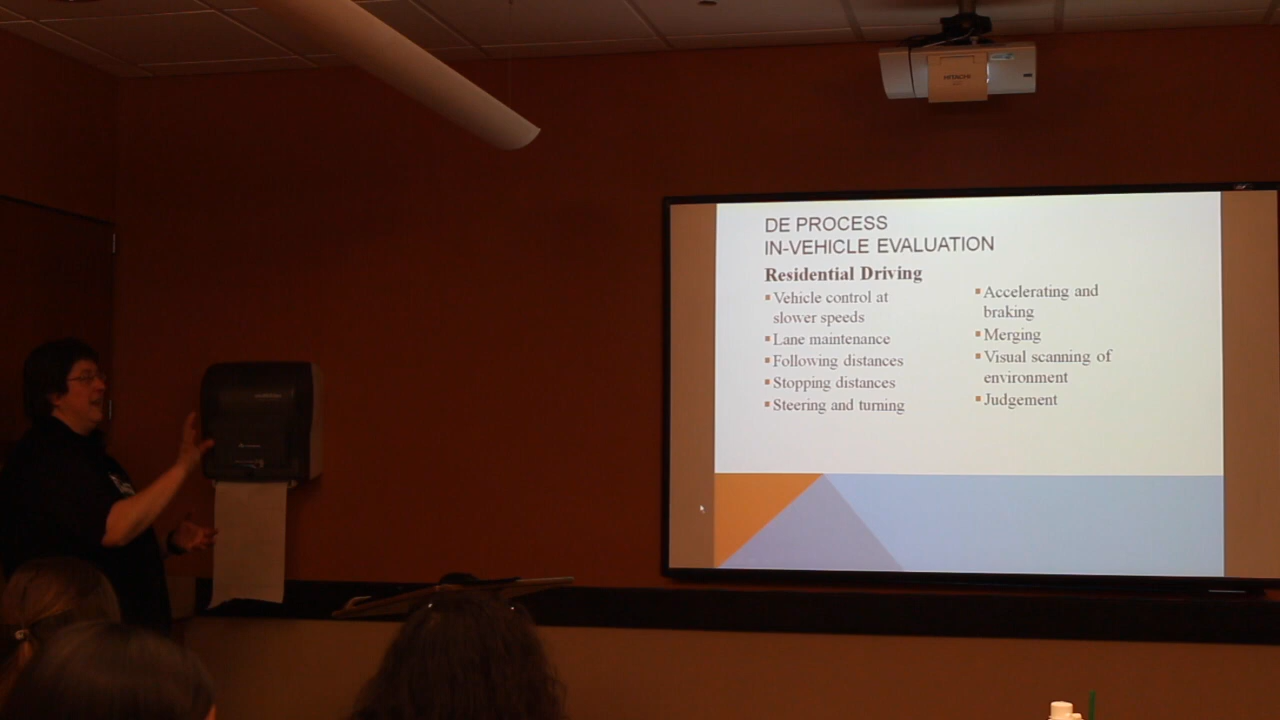 HITACHI
DE PROCESS
IN-VEHICLE EVALUATION
Residential Driving
▪ Vehicle control at
slower speeds
▪ Lane maintenance
▪ Following distances
▪ Stopping distances
▪ Steering and turning
▪ Accelerating and
braking
▪ Merging
▪ Visual scanning of
environment
▪ Judgement